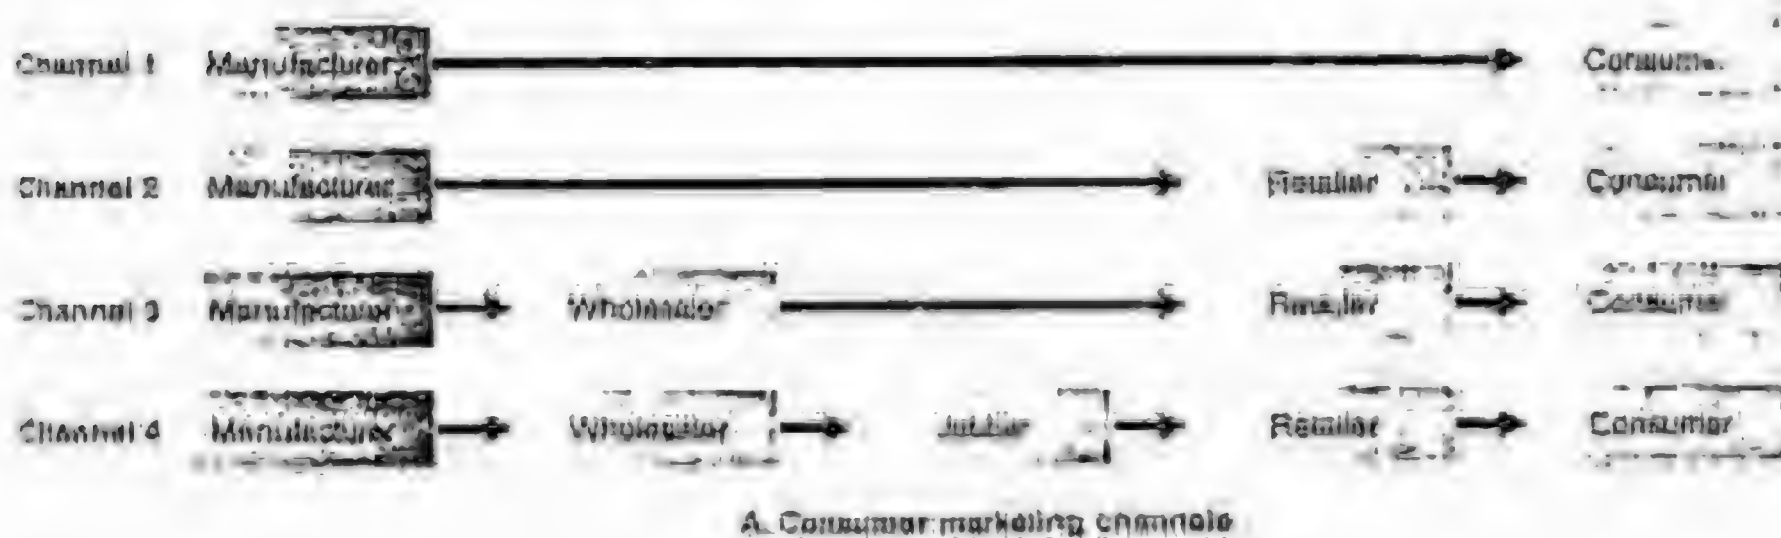 Channel 1 Manufacturer Consumer
Channel 2 Manufacturer Retailer Consumer
Channel 3 Manufacturer Wholesaler Retailer Consumer
Channel 4 Manufacturer Wholesaler Jobber Retailer Consumer
A. Consumer marketing channels